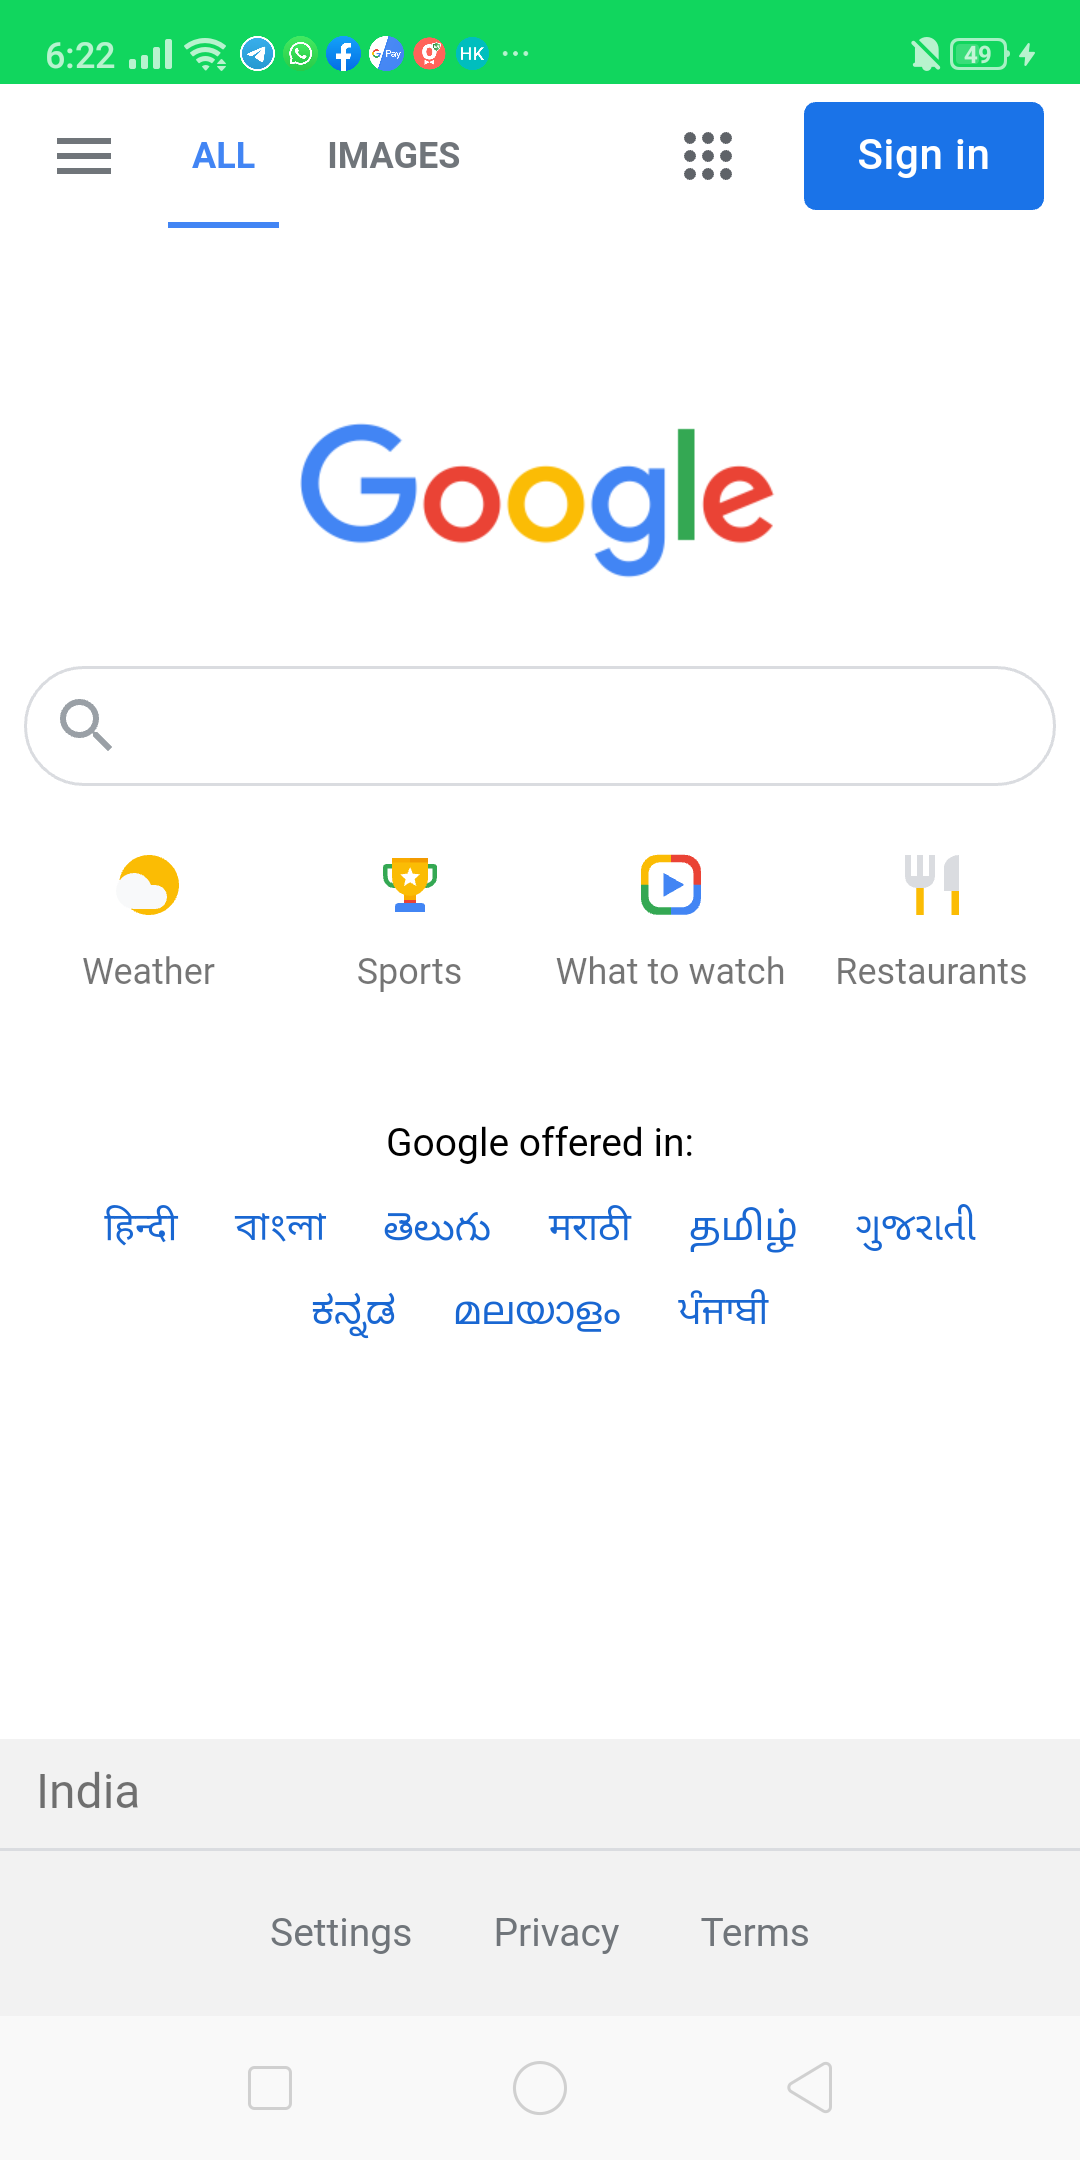 6:22 G Pay HK ... 49
ALL IMAGES Sign in
Google
Weather Sports What to watch Restaurants
Google offered in:
हिन्दी বাংলা తెలుగు मराठी தமிழ் ગુજરાતી
ಕನ್ನಡ മലയാളം ਪੰਜਾਬੀ
India
Settings Privacy Terms